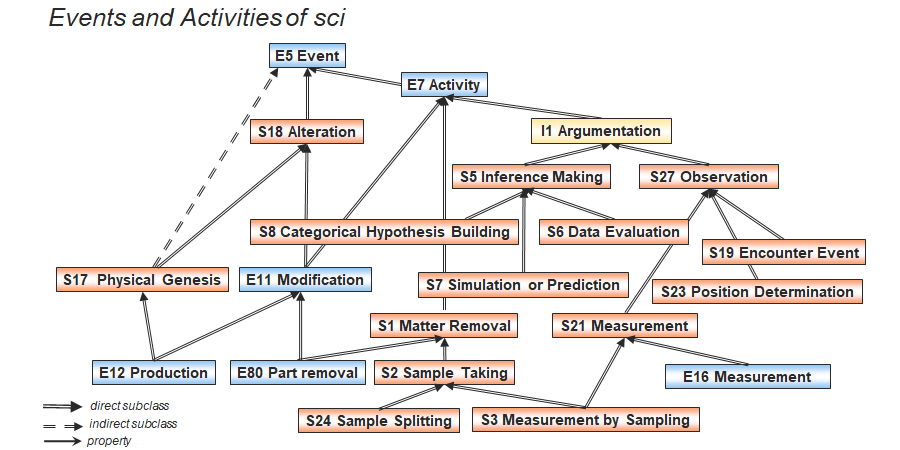 Events and Activities of sci
E5 Event
E7 Activity
S18 Alteration
I1 Argumentation
S5 Inference Making
S27 Observation
S8 Categorical Hypothesis Building
S6 Data Evaluation
S19 Encounter Event
S17 Physical Genesis
E11 Modification
S7 Simulation or Prediction
S23 Position Determination
S1 Matter Removal
S21 Measurement
E12 Production
E80 Part removal
S2 Sample Taking
E16 Measurement
S24 Sample Splitting
S3 Measurement by Sampling
direct subclass
indirect subclass
property